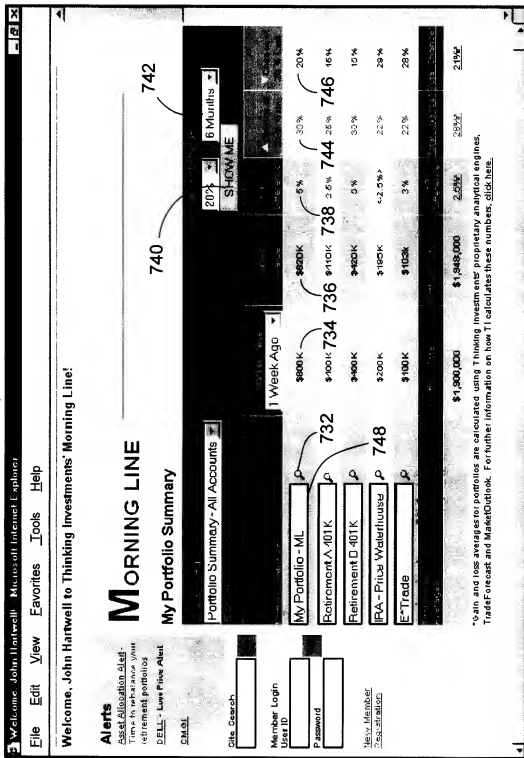 Welcome John Hartwell! Microsoft Internet Explorer
File Edit View Favorites Tools Help
Welcome, John Hartwell to Thinking Investments' Morning Line!
Alerts
Asset Allocation Alert -
Time to rebalance your
retirement portfolios
DELL - Low Price Alert
CMGI
Site Search
Member Login
User ID
Password
New Member
Registration
MORNING LINE
My Portfolio Summary
740
742
Portfolio Summary - All Accounts
20%
6 Months
SHOW ME
1 Week Ago
My Portfolio - ML $800K $820K 5% 30% 20%
732 734 736 738 744 746
748
Retirement A 401K $400K $410K 2.5% 25% 15%
Retirement B 401K $400K $420K 5% 30% 15%
IRA - Price Waterhouse $200K $195K <-2.5%> 22% 29%
E*Trade $100K $103k 3% 22% 28%
$1,900,000 $1,948,000 2.5%* 26%* 21%*
*Gain and loss averages for portfolios are calculated using Thinking Investments' proprietary analytical engines,
TradeForecast and MarketOutlook. For further information on how TI calculates these numbers, click here.